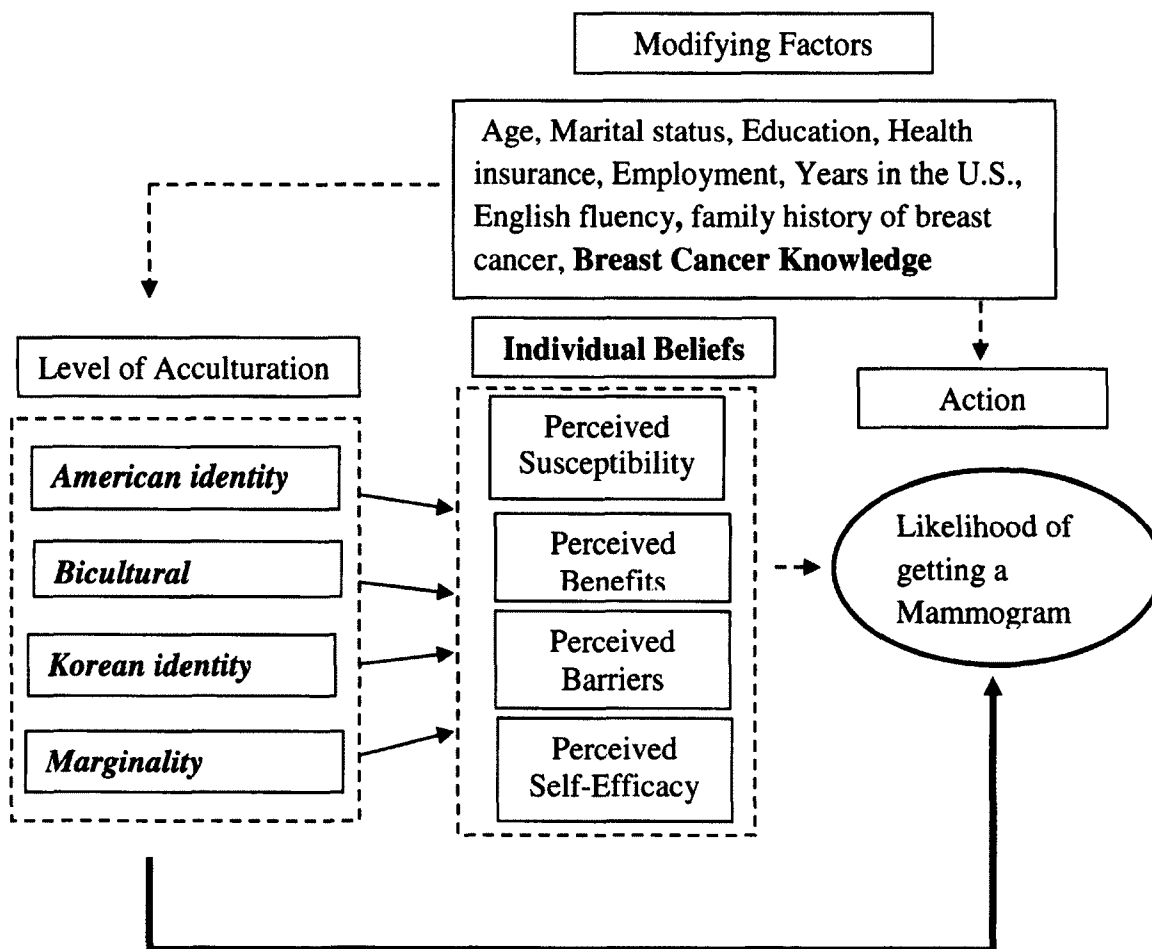 Modifying Factors
Age, Marital status, Education, Health
insurance, Employment, Years in the U.S.,
English fluency, family history of breast
cancer, Breast Cancer Knowledge
Level of Acculturation
American identity
Bicultural
Korean identity
Marginality
Individual Beliefs
Perceived
Susceptibility
Perceived
Benefits
Perceived
Barriers
Perceived
Self-Efficacy
Action
Likelihood of
getting a
Mammogram